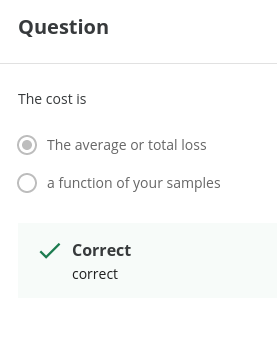 Question
The cost is
The average or total loss
a function of your samples
Correct
correct